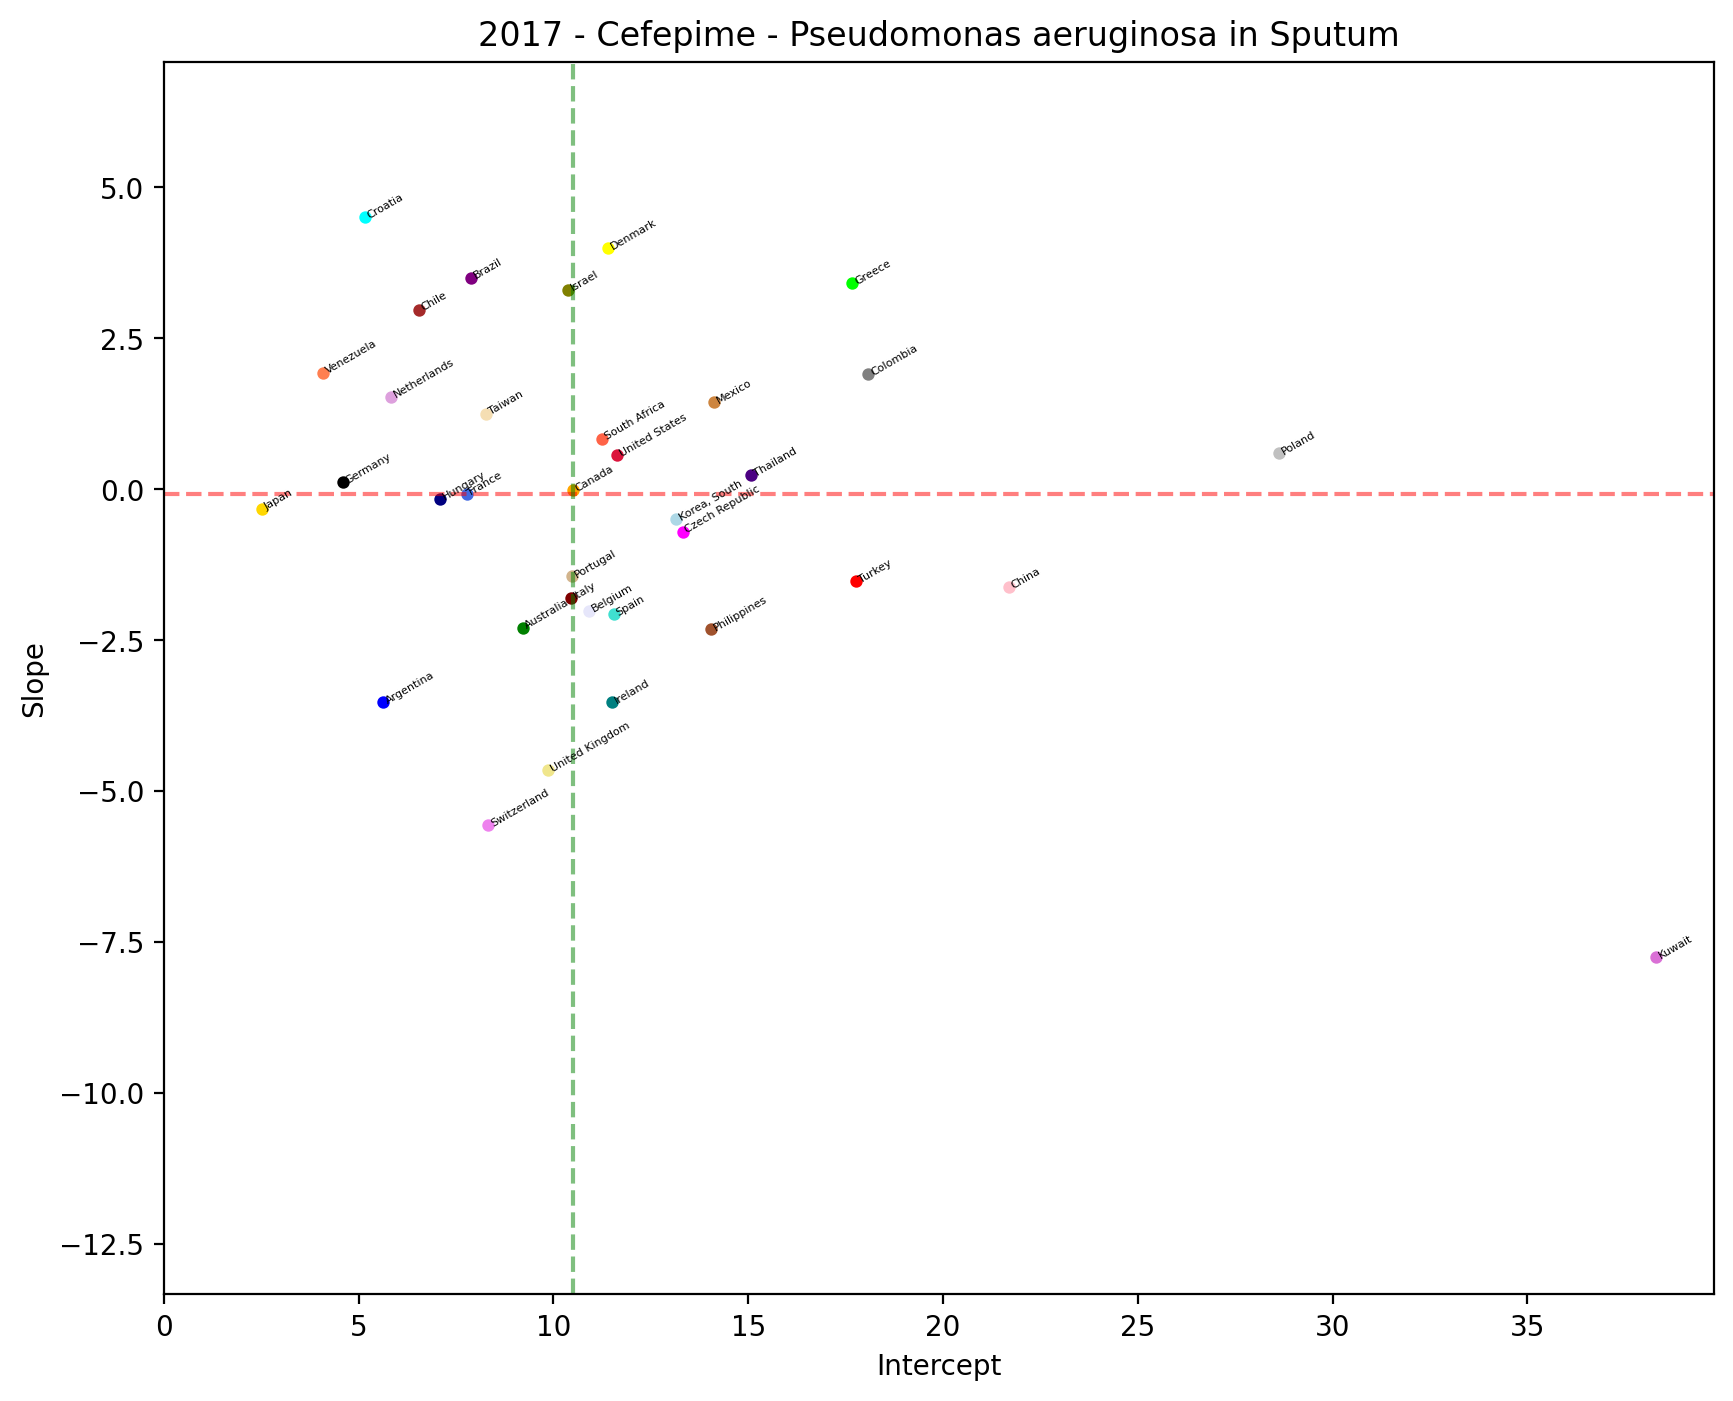 2017 - Cefepime - Pseudomonas aeruginosa in Sputum
Slope
5.0
2.5
0.0
−2.5
−5.0
−7.5
−10.0
−12.5
Croatia
Denmark
Brazil
Israel
Greece
Chile
Venezuela
Netherlands
Colombia
Taiwan
Mexico
South Africa
United States
Poland
Germany
Thailand
Hungary
France
Canada
Japan
Korea, South
Czech Republic
Portugal
Turkey
China
Italy
Belgium
Spain
Australia
Philippines
Argentina
Ireland
United Kingdom
Switzerland
Kuwait
0
5
10
15
20
25
30
35
Intercept